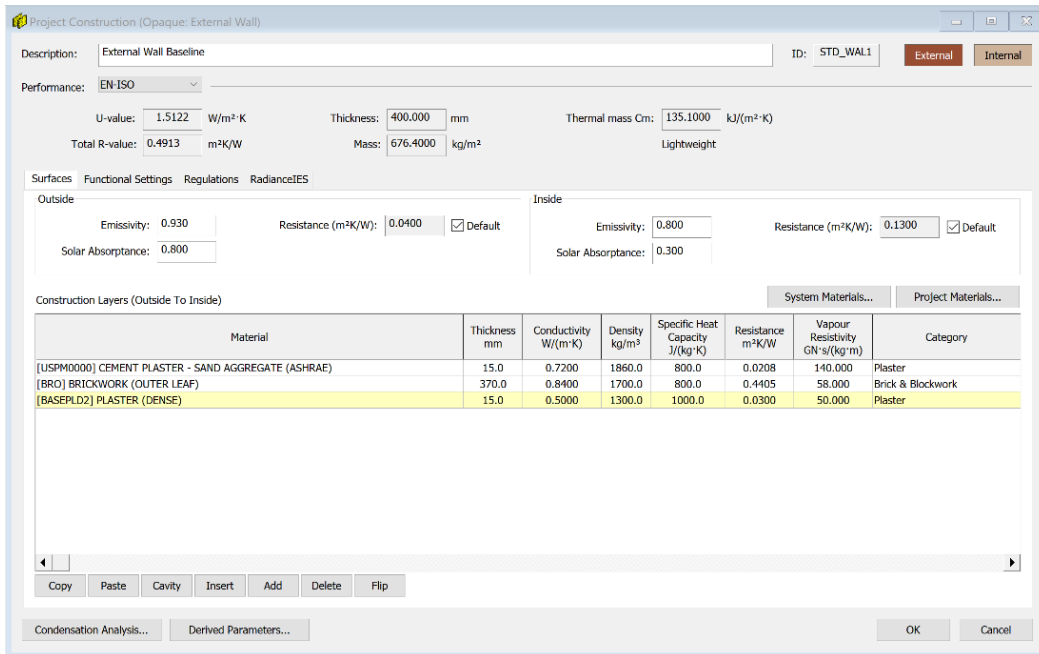 Project Construction (Opaque: External Wall)
Description: External Wall Baseline ID: STD_WAL1 External Internal
Performance: EN-ISO
U-value: 1.5122 W/m²·K Thickness: 400.000 mm Thermal mass Cm: 135.1000 kJ/(m²·K)
Total R-value: 0.4913 m²K/W Mass: 676.4000 kg/m² Lightweight
Surfaces Functional Settings Regulations RadianceIES
Outside Inside
Emissivity: 0.930 Resistance (m²K/W): 0.0400 Default Emissivity: 0.800 Resistance (m²K/W): 0.1300 Default
Solar Absorptance: 0.800 Solar Absorptance: 0.300
Construction Layers (Outside To Inside) System Materials... Project Materials...
Material Thickness mm Conductivity W/(m·K) Density kg/m³ Specific Heat Capacity J/(kg·K) Resistance m²K/W Vapour Resistivity GN·s/(kg·m) Category
[USPM0000] CEMENT PLASTER - SAND AGGREGATE (ASHRAE) 15.0 0.7200 1860.0 800.0 0.0208 140.000 Plaster
[BRO] BRICKWORK (OUTER LEAF) 370.0 0.8400 1700.0 800.0 0.4405 58.000 Brick & Blockwork
[BASEPLD2] PLASTER (DENSE) 15.0 0.5000 1300.0 1000.0 0.0300 50.000 Plaster
Copy Paste Cavity Insert Add Delete Flip
Condensation Analysis... Derived Parameters... OK Cancel